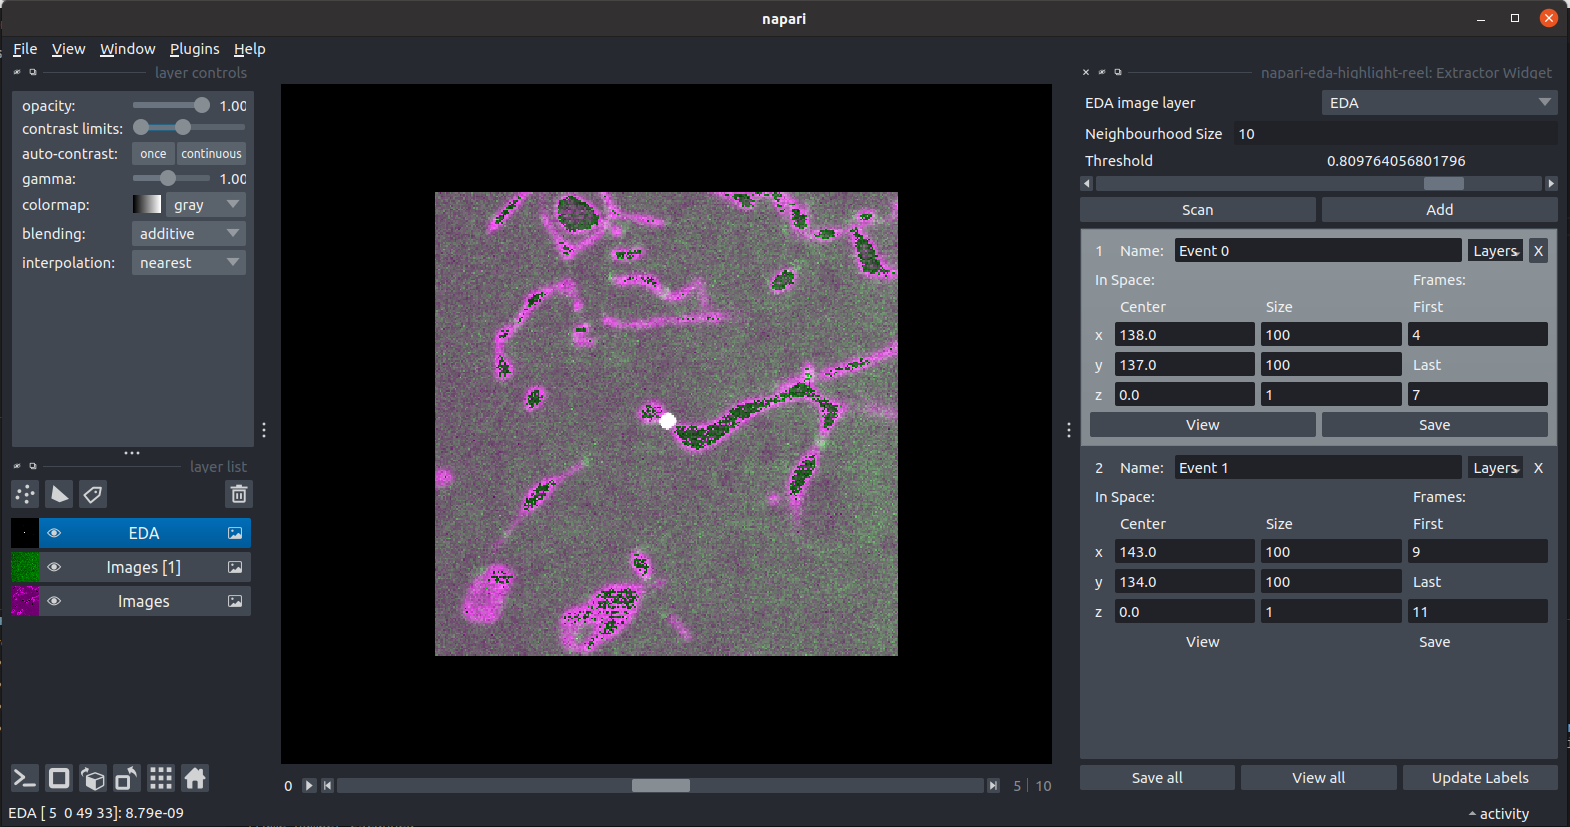 napari
File View Window Plugins Help
layer controls
opacity: 1.00
contrast limits:
auto-contrast: once continuous
gamma: 1.00
colormap: gray
blending: additive
interpolation: nearest
layer list
EDA
Images [1]
Images
EDA [ 5 0 49 33]: 8.79e-09
0 5 | 10
napari-eda-highlight-reel: Extractor Widget
EDA image layer EDA
Neighbourhood Size 10
Threshold 0.809764056801796
Scan Add
1 Name: Event 0 Layers X
In Space: Frames:
Center Size First
x 138.0 100 4
y 137.0 100 Last
z 0.0 1 7
View Save
2 Name: Event 1 Layers X
In Space: Frames:
Center Size First
x 143.0 100 9
y 134.0 100 Last
z 0.0 1 11
View Save
Save all View all Update Labels
activity